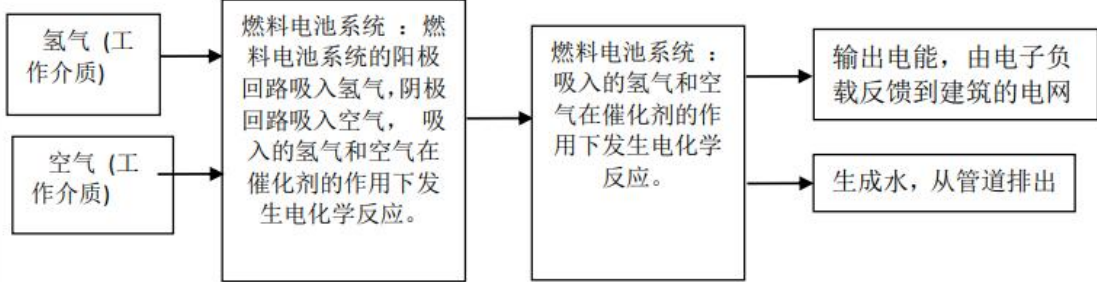 氢气 (工
作介质)
空气 (工
作介质)
燃料电池系统 ：燃
料电池系统的阳极
回路吸入氢气,阴极
回路吸入空气， 吸
入的氢气和空气在
催化剂的作用下发
生电化学反应。
燃料电池系统 ：
吸入的氢气和空
气在催化剂的作
用下发生电化学
反应。
输出电能，由电子负
载反馈到建筑的电网
生成水，从管道排出